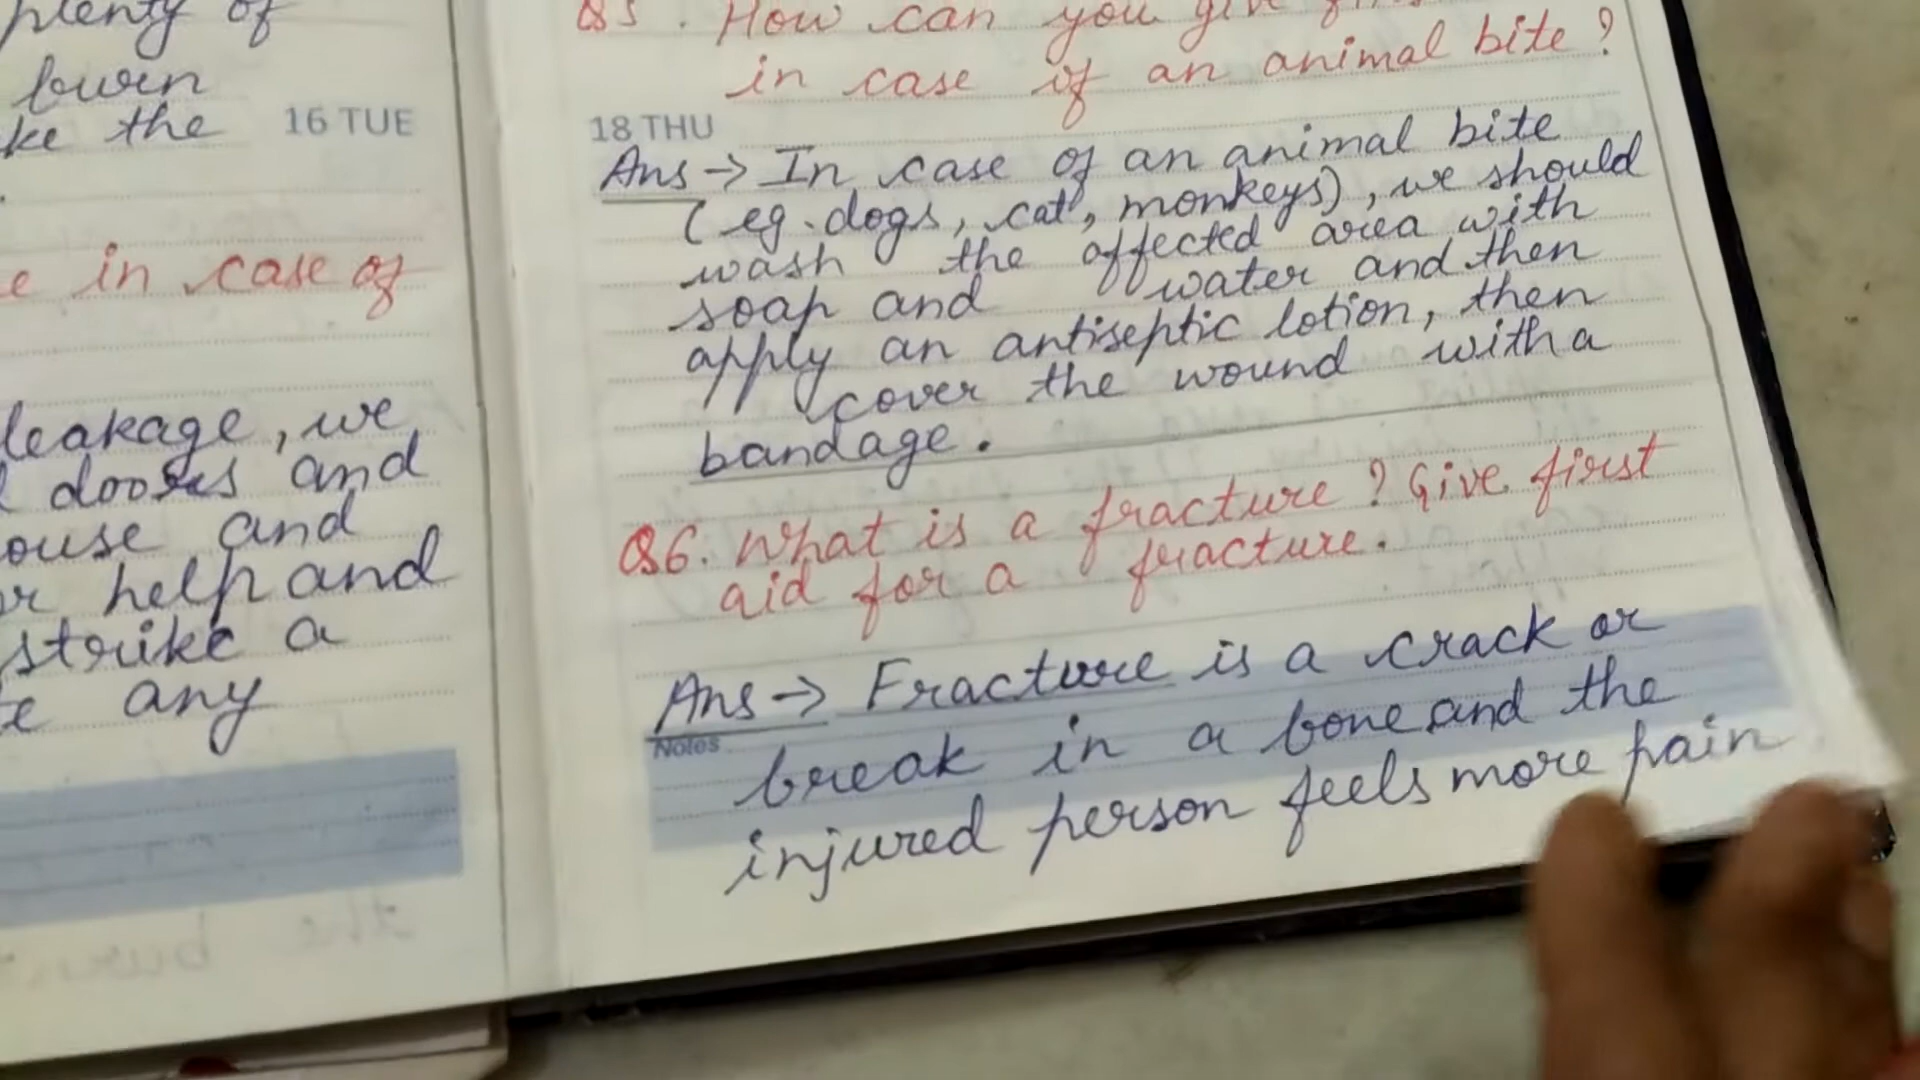 plenty of
burn
ke the
16 TUE
e in case of
leakage, we
doors and
ouse and
or help and
strike a
e any
Q5. How can you give first
in case of an animal bite?
18 THU
Ans → In case of an animal bite
(eg. dogs, cat, monkeys), we should
wash the affected area with
soap and water and then
apply an antiseptic lotion, then
cover the wound with a
bandage.
Q6. What is a fracture? Give first
aid for a fracture.
Ans → Fracture is a crack or
Notes
break in a bone and the
injured person feels more pain